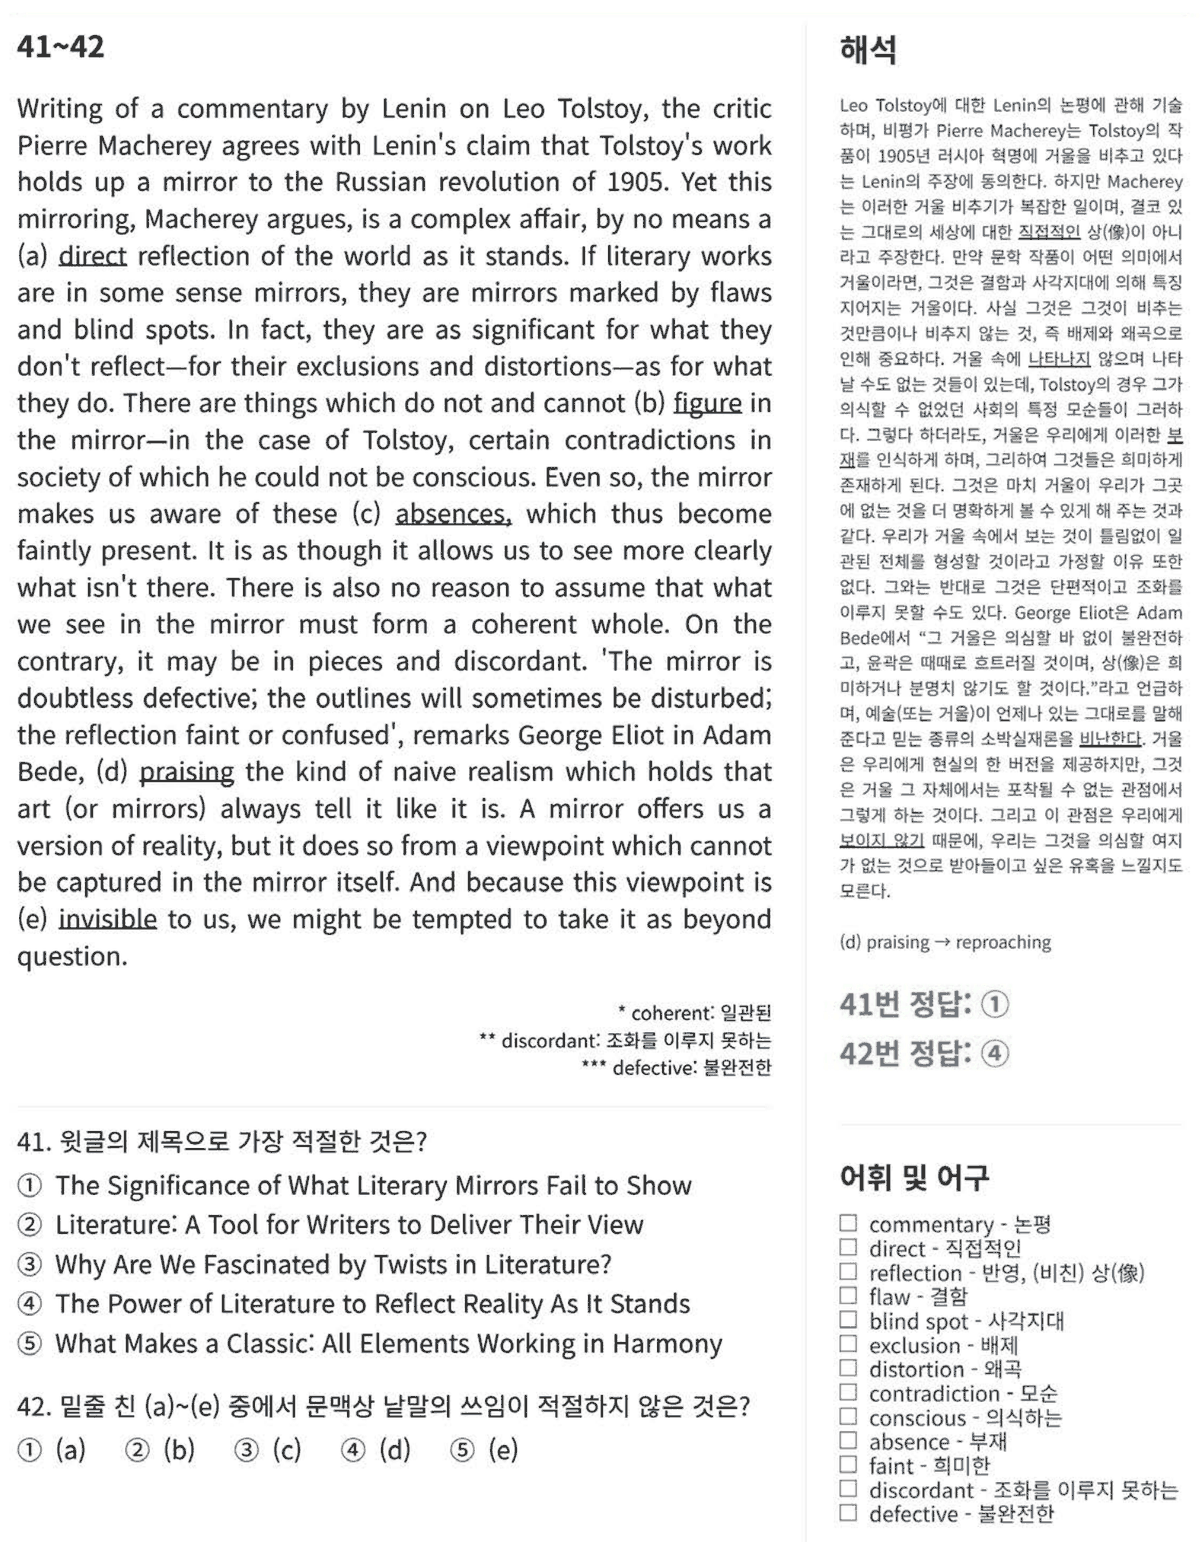 41~42
Writing of a commentary by Lenin on Leo Tolstoy, the critic
Pierre Macherey agrees with Lenin's claim that Tolstoy's work
holds up a mirror to the Russian revolution of 1905. Yet this
mirroring, Macherey argues, is a complex affair, by no means a
(a) direct reflection of the world as it stands. If literary works
are in some sense mirrors, they are mirrors marked by flaws
and blind spots. In fact, they are as significant for what they
don't reflect—for their exclusions and distortions—as for what
they do. There are things which do not and cannot (b) figure in
the mirror—in the case of Tolstoy, certain contradictions in
society of which he could not be conscious. Even so, the mirror
makes us aware of these (c) absences, which thus become
faintly present. It is as though it allows us to see more clearly
what isn't there. There is also no reason to assume that what
we see in the mirror must form a coherent whole. On the
contrary, it may be in pieces and discordant. 'The mirror is
doubtless defective; the outlines will sometimes be disturbed;
the reflection faint or confused', remarks George Eliot in Adam
Bede, (d) praising the kind of naive realism which holds that
art (or mirrors) always tell it like it is. A mirror offers us a
version of reality, but it does so from a viewpoint which cannot
be captured in the mirror itself. And because this viewpoint is
(e) invisible to us, we might be tempted to take it as beyond
question.
* coherent: 일관된
** discordant: 조화를 이루지 못하는
*** defective: 불완전한
41. 윗글의 제목으로 가장 적절한 것은?
① The Significance of What Literary Mirrors Fail to Show
② Literature: A Tool for Writers to Deliver Their View
③ Why Are We Fascinated by Twists in Literature?
④ The Power of Literature to Reflect Reality As It Stands
⑤ What Makes a Classic: All Elements Working in Harmony
42. 밑줄 친 (a)~(e) 중에서 문맥상 낱말의 쓰임이 적절하지 않은 것은?
① (a) ② (b) ③ (c) ④ (d) ⑤ (e)
해석
Leo Tolstoy에 대한 Lenin의 논평에 관해 기술
하며, 비평가 Pierre Macherey는 Tolstoy의 작
품이 1905년 러시아 혁명에 거울을 비추고 있다
는 Lenin의 주장에 동의한다. 하지만 Macherey
는 이러한 거울 비추기가 복잡한 일이며, 결코 있
는 그대로의 세상에 대한 직접적인 상(像)이 아니
라고 주장한다. 만약 문학 작품이 어떤 의미에서
거울이라면, 그것은 결함과 사각지대에 의해 특징
지어지는 거울이다. 사실 그것은 그것이 비추는
것만큼이나 비추지 않는 것, 즉 배제와 왜곡으로
인해 중요하다. 거울 속에 나타나지 않으며 나타
날 수도 없는 것들이 있는데, Tolstoy의 경우 그가
의식할 수 없었던 사회의 특정 모순들이 그러하
다. 그렇다 하더라도, 거울은 우리에게 이러한 부
재를 인식하게 하며, 그리하여 그것들은 희미하게
존재하게 된다. 그것은 마치 거울이 우리가 그곳
에 없는 것을 더 명확하게 볼 수 있게 해 주는 것과
같다. 우리가 거울 속에서 보는 것이 틀림없이 일
관된 전체를 형성할 것이라고 가정할 이유 또한
없다. 그와는 반대로 그것은 단편적이고 조화를
이루지 못할 수도 있다. George Eliot은 Adam
Bede에서 “그 거울은 의심할 바 없이 불완전하
고, 윤곽은 때때로 흐트러질 것이며, 상(像)은 희
미하거나 분명치 않기도 할 것이다.”라고 언급하
며, 예술(또는 거울)이 언제나 있는 그대로를 말해
준다고 믿는 종류의 소박실재론을 비난한다. 거울
은 우리에게 현실의 한 버전을 제공하지만, 그것
은 거울 그 자체에서는 포착될 수 없는 관점에서
그렇게 하는 것이다. 그리고 이 관점은 우리에게
보이지 않기 때문에, 우리는 그것을 의심할 여지
가 없는 것으로 받아들이고 싶은 유혹을 느낄지도
모른다.
(d) praising → reproaching
41번 정답: ①
42번 정답: ④
어휘 및 어구
□ commentary - 논평
□ direct - 직접적인
□ reflection - 반영, (비친) 상(像)
□ flaw - 결함
□ blind spot - 사각지대
□ exclusion - 배제
□ distortion - 왜곡
□ contradiction - 모순
□ conscious - 의식하는
□ absence - 부재
□ faint - 희미한
□ discordant - 조화를 이루지 못하는
□ defective - 불완전한